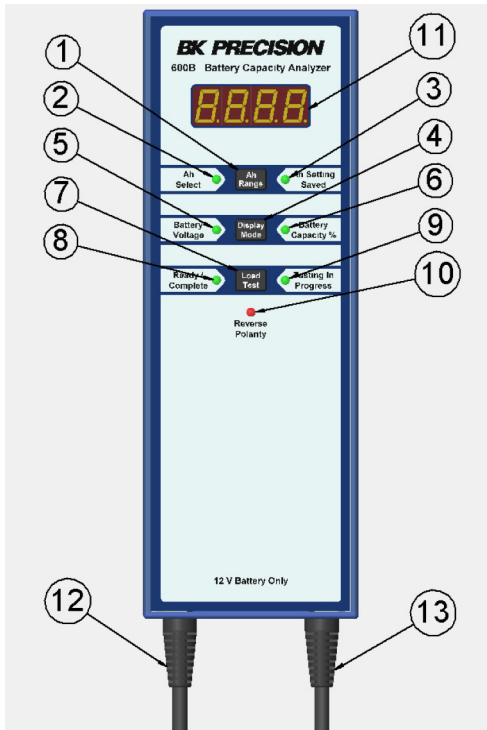 BK PRECISION
600B Battery Capacity Analyzer
8.8.8.8
Ah Select
Ah Range
Ah Setting Saved
Battery Voltage
Display Mode
Battery Capacity %
Ready / Complete
Load Test
Testing In Progress
Reverse Polarity
12 V Battery Only
1
2
5
7
8
11
3
4
6
9
10
12
13